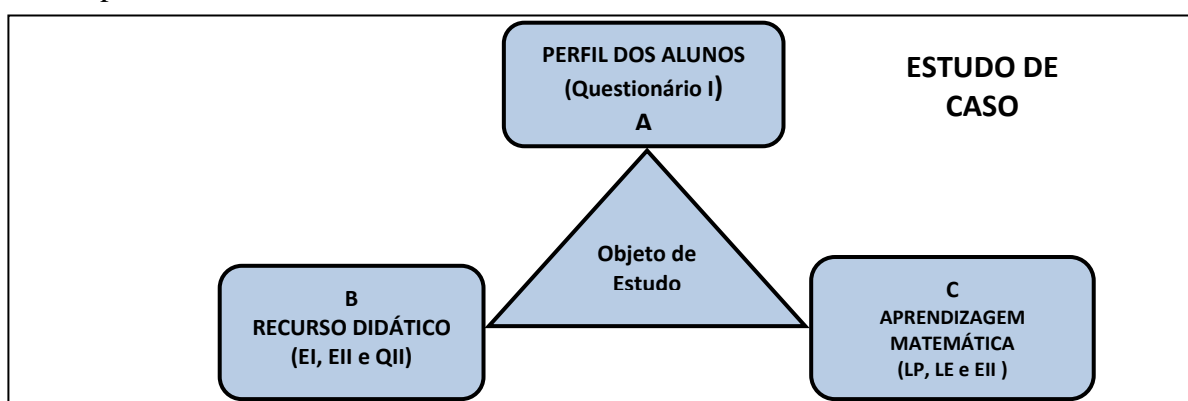 PERFIL DOS ALUNOS
(Questionário I)
A
ESTUDO DE
CASO
Objeto de
Estudo
B
RECURSO DIDÁTICO
(EI, EII e QII)
C
APRENDIZAGEM
MATEMÁTICA
(LP, LE e EII )